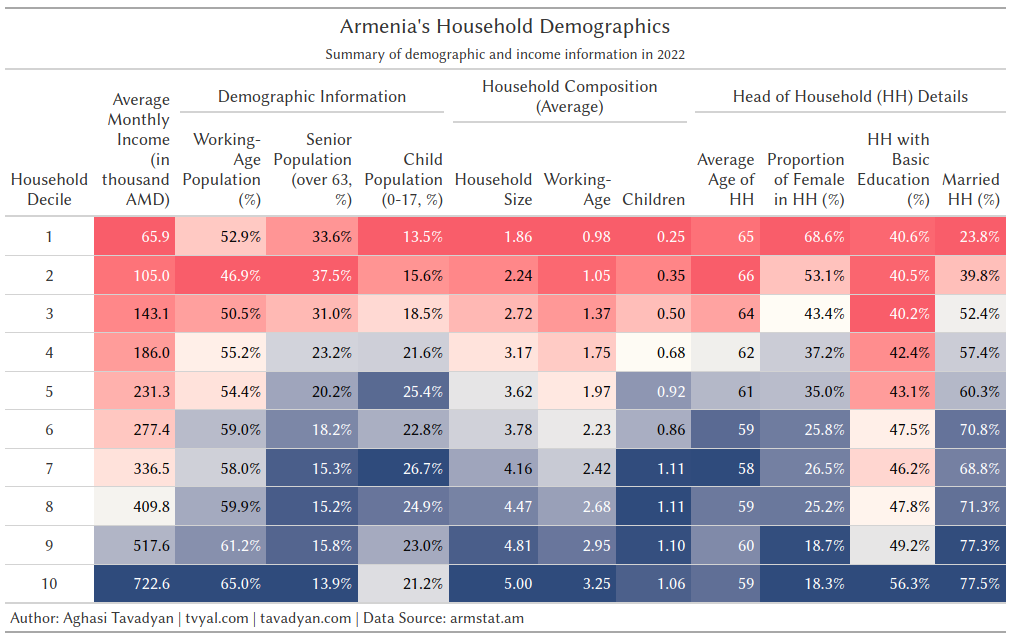 Armenia's Household Demographics
Summary of demographic and income information in 2022
Household Decile
Average Monthly Income (in thousand AMD)
Demographic Information
Working-Age Population (%)
Senior Population (over 63, %)
Child Population (0-17, %)
Household Composition (Average)
Household Size
Working-Age
Children
Head of Household (HH) Details
Average Age of HH
Proportion of Female in HH (%)
HH with Basic Education (%)
Married HH (%)
1 65.9 52.9% 33.6% 13.5% 1.86 0.98 0.25 65 68.6% 40.6% 23.8%
2 105.0 46.9% 37.5% 15.6% 2.24 1.05 0.35 66 53.1% 40.5% 39.8%
3 143.1 50.5% 31.0% 18.5% 2.72 1.37 0.50 64 43.4% 40.2% 52.4%
4 186.0 55.2% 23.2% 21.6% 3.17 1.75 0.68 62 37.2% 42.4% 57.4%
5 231.3 54.4% 20.2% 25.4% 3.62 1.97 0.92 61 35.0% 43.1% 60.3%
6 277.4 59.0% 18.2% 22.8% 3.78 2.23 0.86 59 25.8% 47.5% 70.8%
7 336.5 58.0% 15.3% 26.7% 4.16 2.42 1.11 58 26.5% 46.2% 68.8%
8 409.8 59.9% 15.2% 24.9% 4.47 2.68 1.11 59 25.2% 47.8% 71.3%
9 517.6 61.2% 15.8% 23.0% 4.81 2.95 1.10 60 18.7% 49.2% 77.3%
10 722.6 65.0% 13.9% 21.2% 5.00 3.25 1.06 59 18.3% 56.3% 77.5%
Author: Aghasi Tavadyan | tvyal.com | tavadyan.com | Data Source: armstat.am